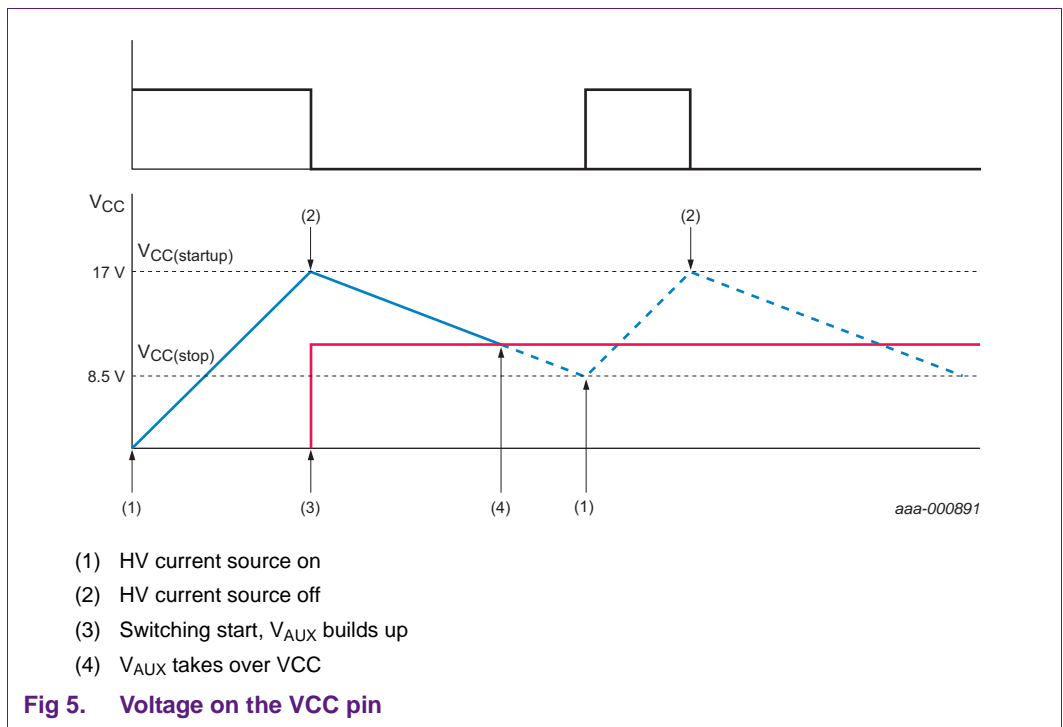 VCC
(2)
(2)
VCC(startup)
17 V
VCC(stop)
8.5 V
(1)
(3)
(4)
(1)
aaa-000891
(1) HV current source on
(2) HV current source off
(3) Switching start, VAUX builds up
(4) VAUX takes over VCC
Fig 5. Voltage on the VCC pin